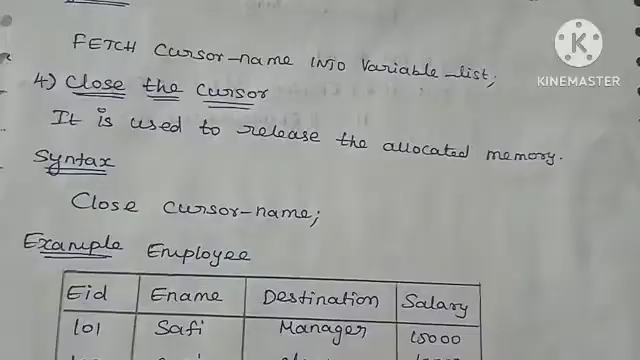 FETCH Cursor-name INTO Variable-list;
4) Close the Cursor
It is used to release the allocated memory.
Syntax
Close cursor-name;
Example Employee
Eid Ename Destination Salary
101 Safi Manager 15000
K
KINEMASTER